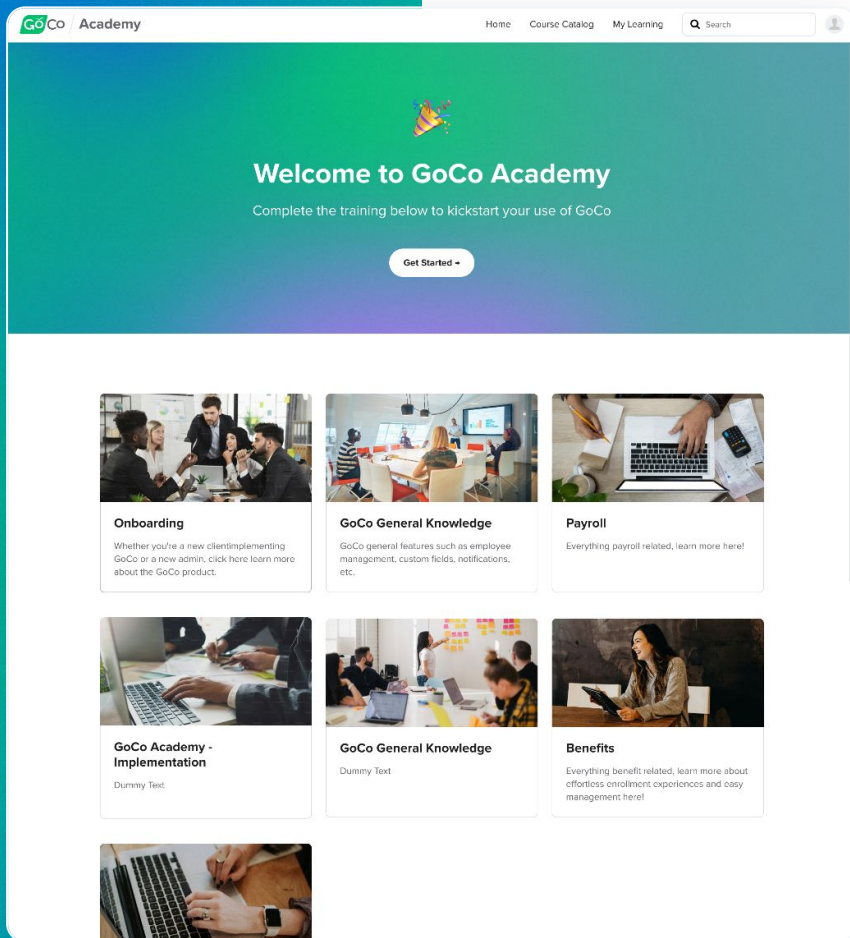 GoCo / Academy
Home
Course Catalog
My Learning
Search
Welcome to GoCo Academy
Complete the training below to kickstart your use of GoCo
Get Started →
Onboarding
Whether you're a new clientimplementing
GoCo or a new admin, click here learn more
about the GoCo product.
GoCo General Knowledge
GoCo general features such as employee
management, custom fields, notifications,
etc.
Payroll
Everything payroll related, learn more here!
GoCo Academy -
Implementation
Dummy Text
GoCo General Knowledge
Dummy Text
Benefits
Everything benefit related, learn more about
effortless enrollment experiences and easy
management here!